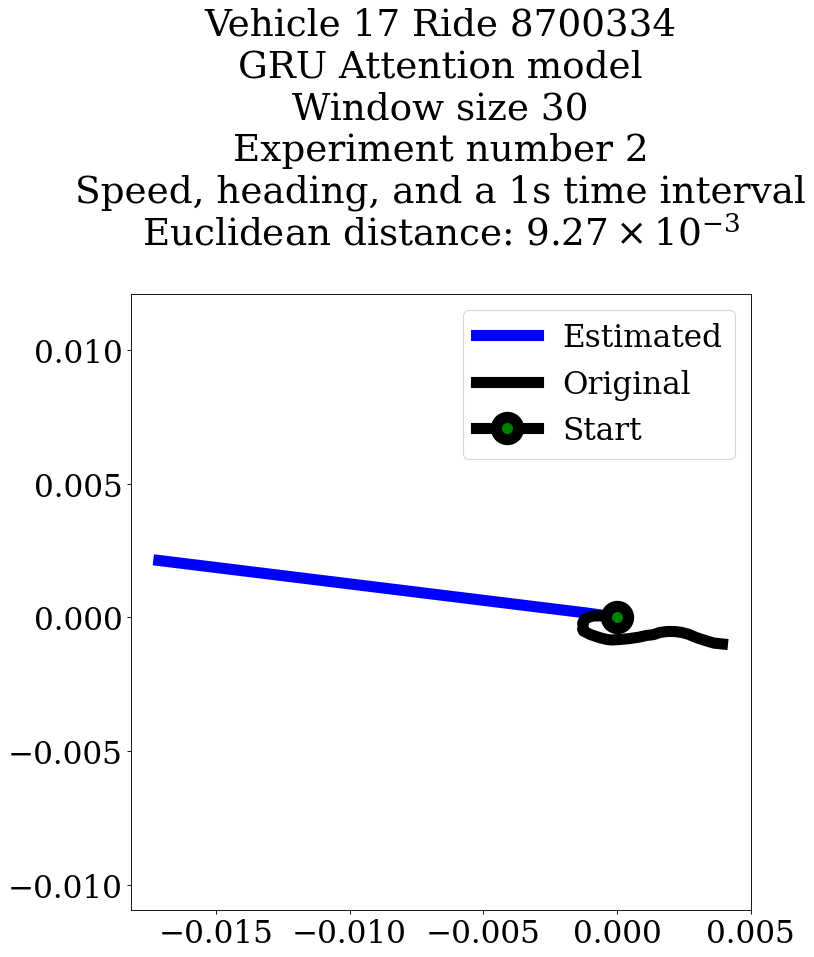 Vehicle 17 Ride 8700334
GRU Attention model
Window size 30
Experiment number 2
Speed, heading, and a 1s time interval
Euclidean distance: 9.27 × 10⁻³
Estimated
Original
Start
0.010
0.005
0.000
−0.005
−0.010
−0.015 −0.010 −0.005 0.000 0.005